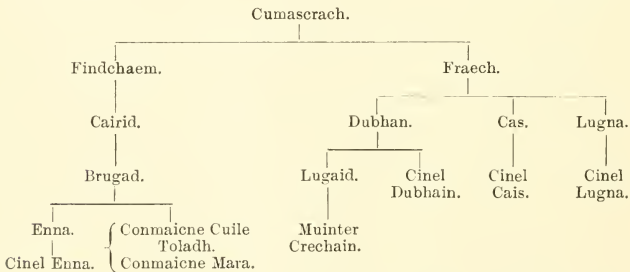 Cumascrach.
Findchaem. Fraech.
Cairid. Dubhan. Cas. Lugna.
Brugad. Lugaid. Cinel Dubhain. Cinel Cais. Cinel Lugna.
Enna. Conmaicne Cuile Toladh. Muinter Crechain.
Cinel Enna. Conmaicne Mara.